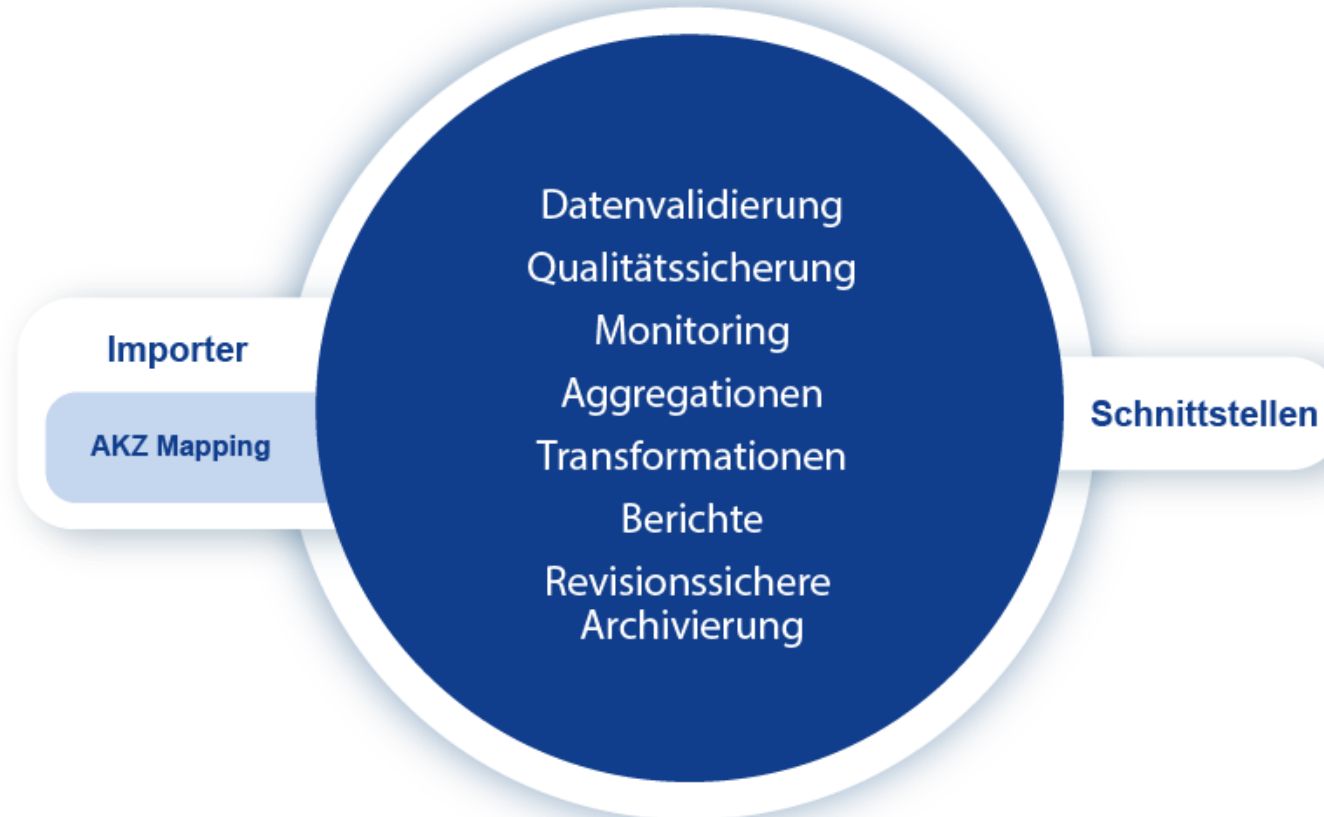 Datenvalidierung
Qualitätssicherung
Monitoring
Importer
Aggregationen
AKZ Mapping
Schnittstellen
Transformationen
Berichte
Revisionssichere
Archivierung